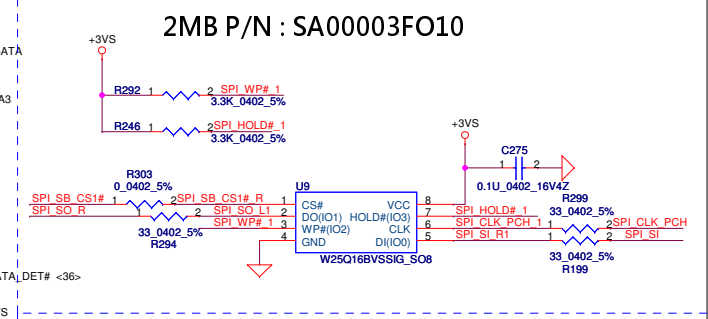 2MB P/N : SA00003FO10
+3VS
ATA
A3
R292 1 2 SPI_WP#_1
3.3K_0402_5%
R246 1 2 SPI_HOLD#_1
3.3K_0402_5%
+3VS
C275
1 2
0.1U_0402_16V4Z
R303
0_0402_5%
SPI_SB_CS1# 1 2 SPI_SB_CS1#_R
SPI_SO_R 1 2 SPI_SO_L1
33_0402_5%
R294
SPI_WP#_1
U9
1 CS# VCC 8
2 DO(IO1) HOLD#(IO3) 7 SPI_HOLD#_1
3 WP#(IO2) CLK 6 SPI_CLK_PCH_1
4 GND DI(IO0) 5 SPI_SI_R1
W25Q16BVSSIG_SO8
R299
33_0402_5%
1 2 SPI_CLK_PCH
1 2 SPI_SI
33_0402_5%
R199
ATA_DET# <36>
VS